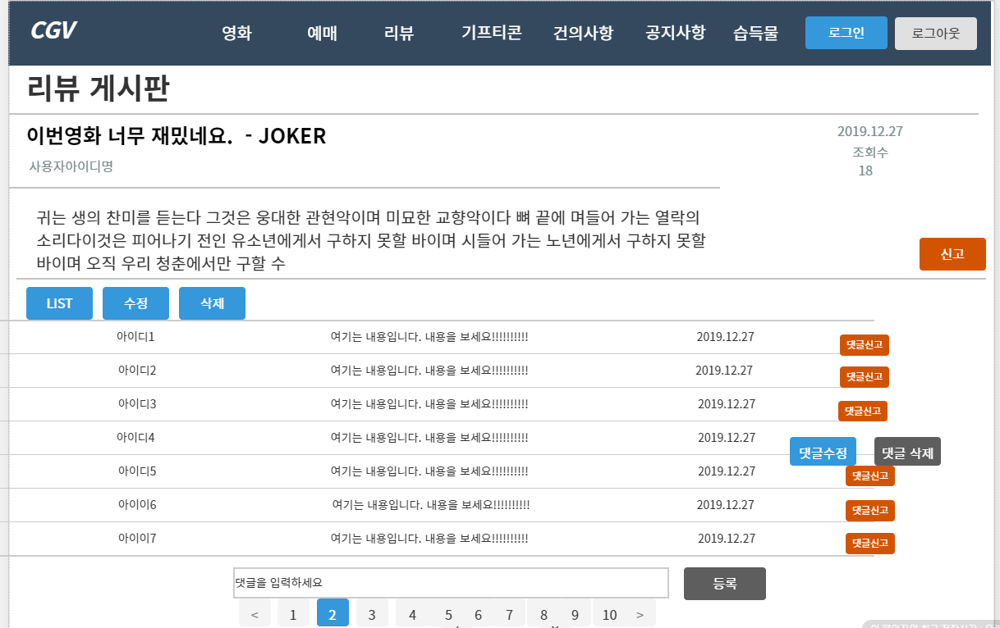 CGV 영화 예매 리뷰 기프티콘 건의사항 공지사항 습득물 로그인 로그아웃
리뷰 게시판
이번영화 너무 재밌네요. - JOKER 2019.12.27
사용자아이디명 조회수
18
귀는 생의 찬미를 듣는다 그것은 웅대한 관현악이며 미묘한 교향악이다 뼈 끝에 며들어 가는 열락의
소리다이것은 피어나기 전인 유소년에게서 구하지 못할 바이며 시들어 가는 노년에게서 구하지 못할
바이며 오직 우리 청춘에서만 구할 수
신고
LIST 수정 삭제
아이디1 여기는 내용입니다. 내용을 보세요!!!!!!!!!! 2019.12.27 댓글신고
아이디2 여기는 내용입니다. 내용을 보세요!!!!!!!!!! 2019.12.27 댓글신고
아이디3 여기는 내용입니다. 내용을 보세요!!!!!!!!!! 2019.12.27 댓글신고
아이디4 여기는 내용입니다. 내용을 보세요!!!!!!!!!! 2019.12.27 댓글수정 댓글 삭제
아이디5 여기는 내용입니다. 내용을 보세요!!!!!!!!!! 2019.12.27 댓글신고
아이이6 여기는 내용입니다. 내용을 보세요!!!!!!!!!! 2019.12.27 댓글신고
아이이7 여기는 내용입니다. 내용을 보세요!!!!!!!!!! 2019.12.27 댓글신고
댓글을 입력하세요 등록
< 1 2 3 4 5 6 7 8 9 10 >